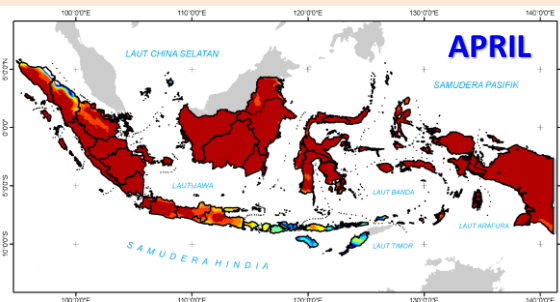 100°0'0"E 110°0'0"E 120°0'0"E 130°0'0"E 140°0'0"E
APRIL
LAUT CHINA SELATAN
SAMUDERA PASIFIK
5°0'0"N
0°0'0"
5°0'0"S
10°0'0"S
LAUT JAWA
LAUT BANDA
LAUT ARAFURA
LAUT TIMOR
SAMUDERA HINDIA
100°0'0"E 110°0'0"E 120°0'0"E 130°0'0"E 140°0'0"E